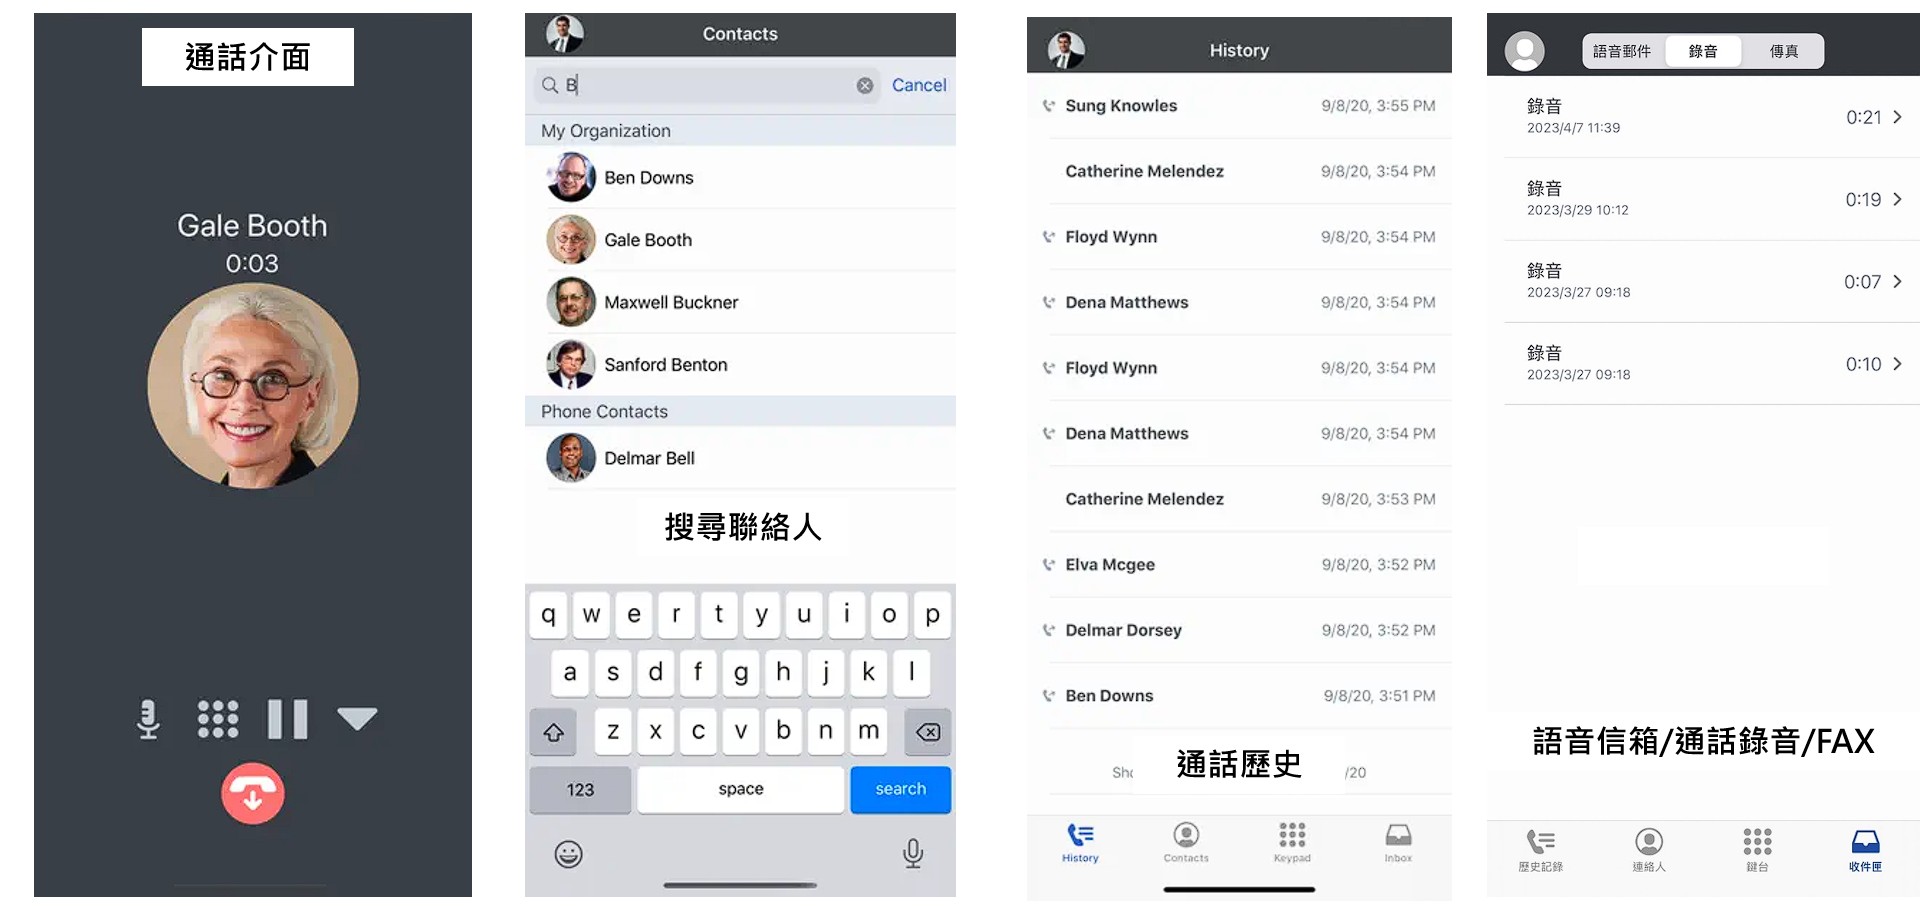 通話介面
Gale Booth
0:03
Contacts
B
Cancel
My Organization
Ben Downs
Gale Booth
Maxwell Buckner
Sanford Benton
Phone Contacts
Delmar Bell
搜尋聯絡人
q w e r t y u i o p
a s d f g h j k l
z x c v b n m
123 space search
History
Sung Knowles 9/8/20, 3:55 PM
Catherine Melendez 9/8/20, 3:54 PM
Floyd Wynn 9/8/20, 3:54 PM
Dena Matthews 9/8/20, 3:54 PM
Floyd Wynn 9/8/20, 3:54 PM
Dena Matthews 9/8/20, 3:54 PM
Catherine Melendez 9/8/20, 3:53 PM
Elva Mcgee 9/8/20, 3:52 PM
Delmar Dorsey 9/8/20, 3:52 PM
Ben Downs 9/8/20, 3:51 PM
通話歷史
/20
History Contacts Keypad Inbox
語音郵件 錄音 傳真
錄音
2023/4/7 11:39
0:21
錄音
2023/3/29 10:12
0:19
錄音
2023/3/27 09:18
0:07
錄音
2023/3/27 09:18
0:10
語音信箱/通話錄音/FAX
歷史記錄 連絡人 鍵台 收件匣